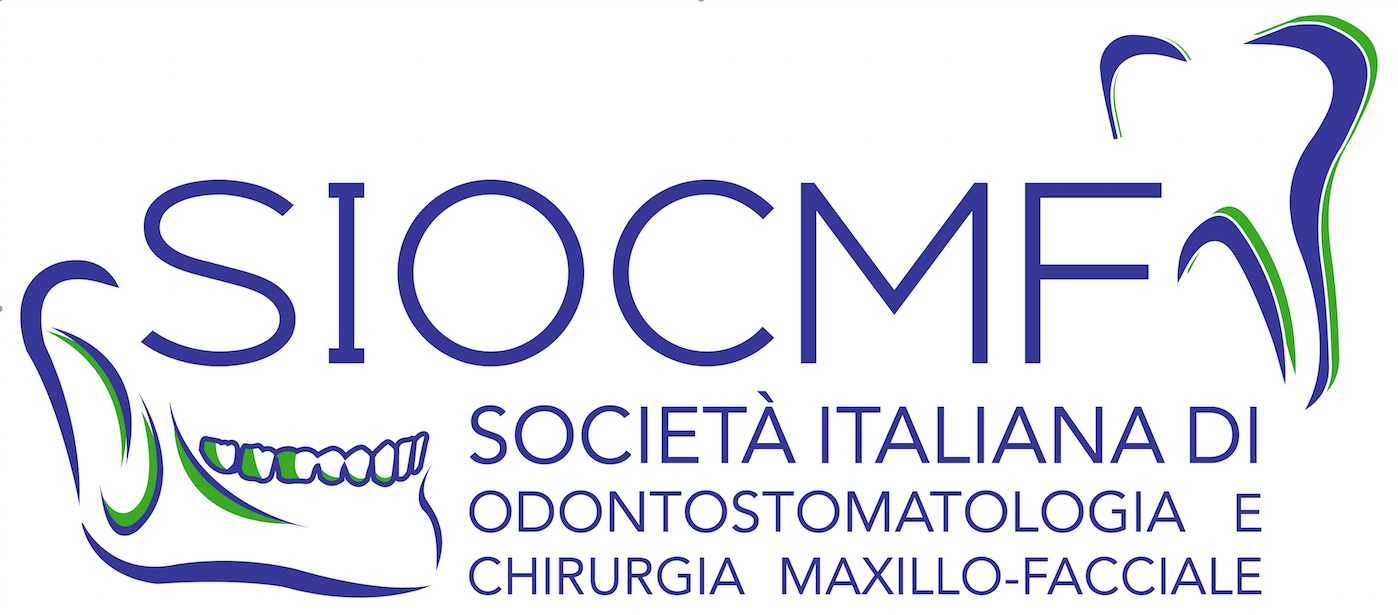 SIOCMF
SOCIETÀ ITALIANA DI
ODONTOSTOMATOLOGIA E
CHIRURGIA MAXILLO-FACCIALE